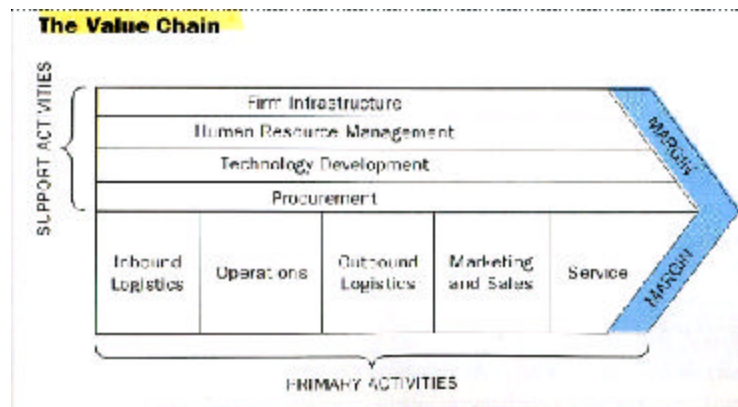 The Value Chain
SUPPORT ACTIVITIES
Firm Infrastructure
Human Resource Management
Technology Development
Procurement
MARGIN
Inbound
Logistics
Operations
Outbound
Logistics
Marketing
and Sales
Service
MARGIN
PRIMARY ACTIVITIES